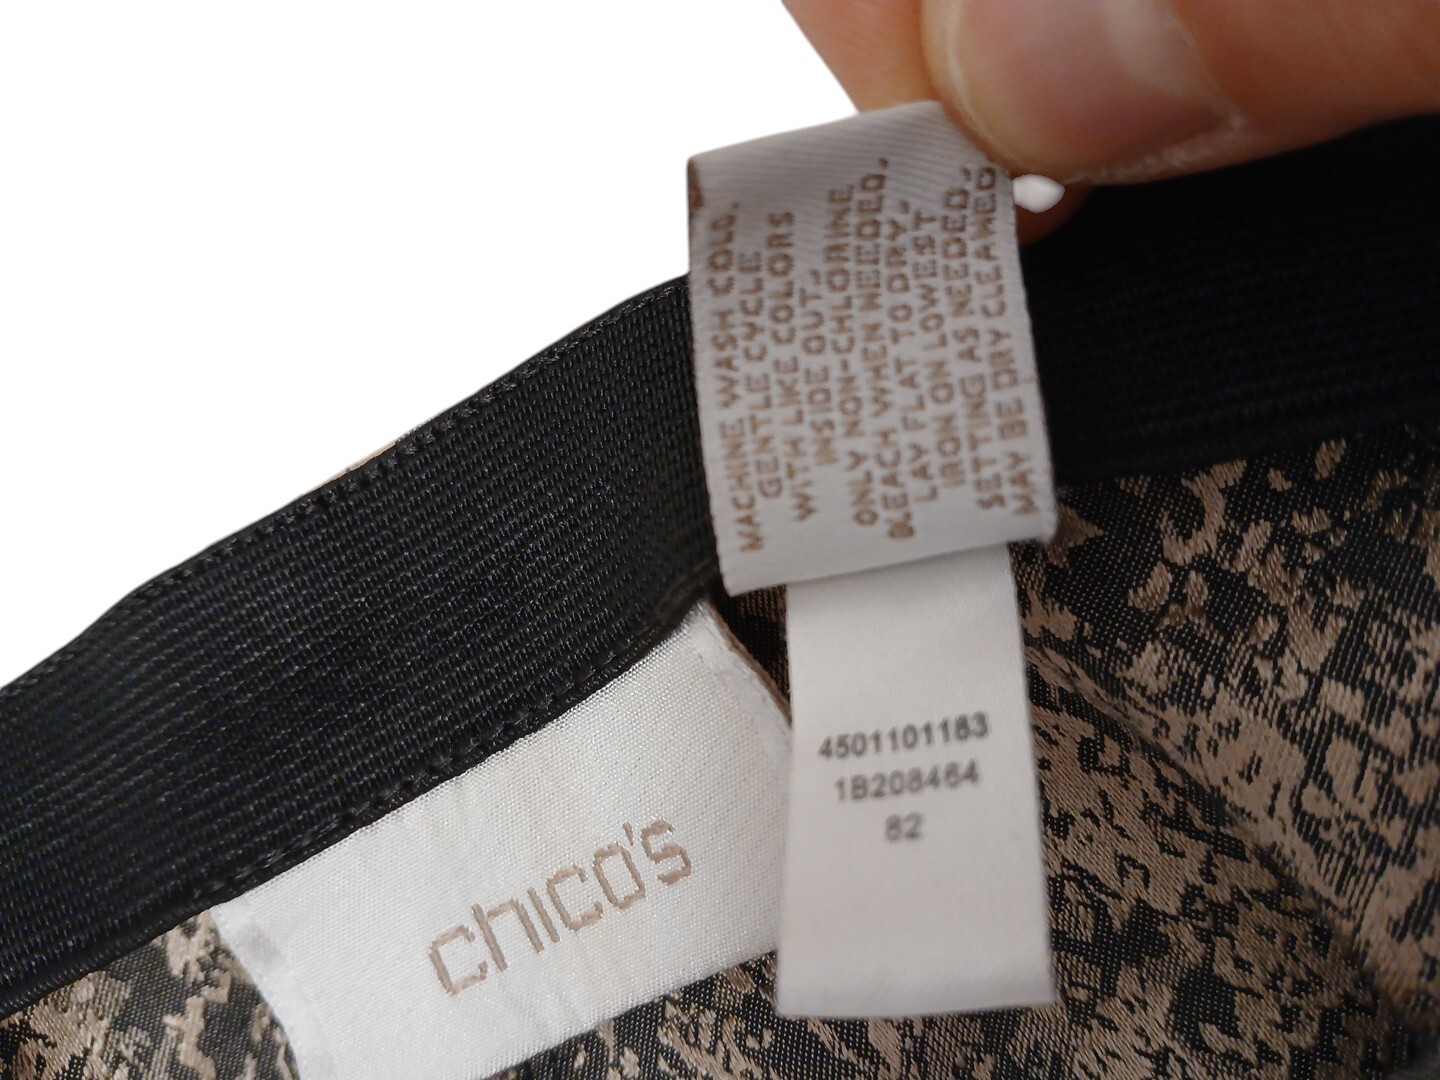 MACHINE WASH COLD.
GENTLE CYCLE
WITH LIKE COLORS
INSIDE OUT.
ONLY NON-CHLORINE
BLEACH WHEN NEEDED.
LAY FLAT TO DRY.
IRON ON LOWEST
SETTING AS NEEDED.
MAY BE DRY CLEANED
4501101183
1B208464
82
chico's